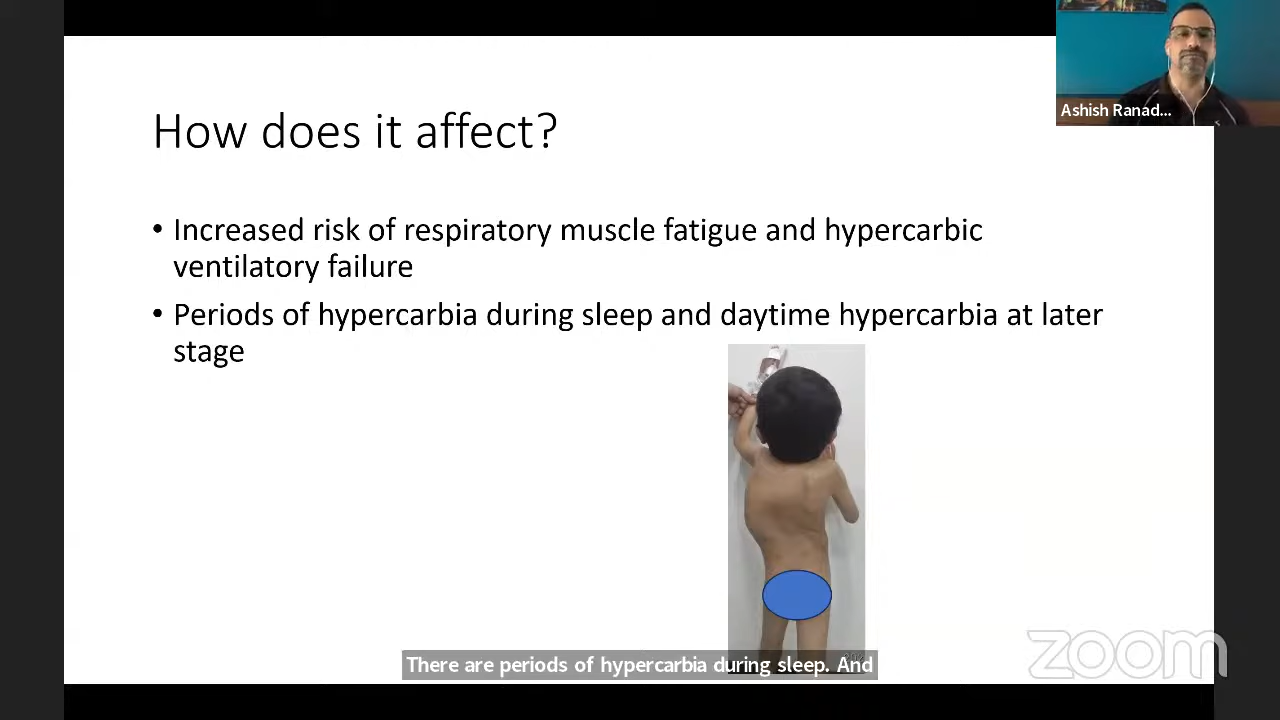 Ashish Ranad...
How does it affect?
• Increased risk of respiratory muscle fatigue and hypercarbic
ventilatory failure
• Periods of hypercarbia during sleep and daytime hypercarbia at later
stage
There are periods of hypercarbia during sleep. And
zoom